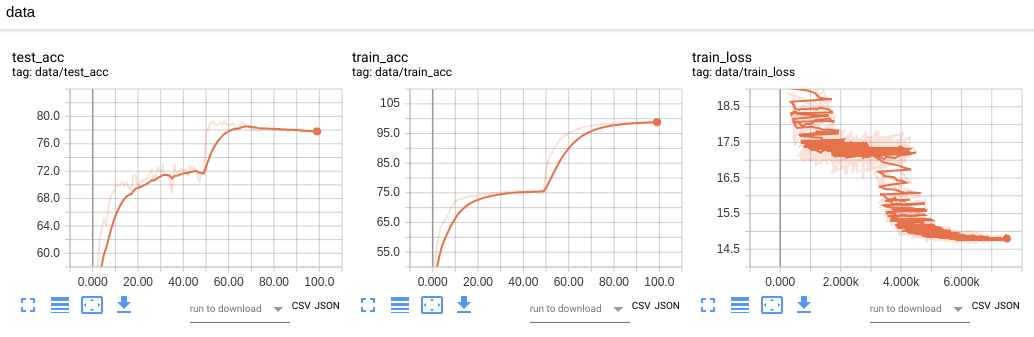 data
test_acc
tag: data/test_acc
80.0
76.0
72.0
68.0
64.0
60.0
0.000 20.00 40.00 60.00 80.00 100.0
run to download CSV JSON
train_acc
tag: data/train_acc
105
95.0
85.0
75.0
65.0
55.0
0.000 20.00 40.00 60.00 80.00 100.0
run to download CSV JSON
train_loss
tag: data/train_loss
18.5
17.5
16.5
15.5
14.5
0.000 2.000k 4.000k 6.000k
run to download CSV JSON